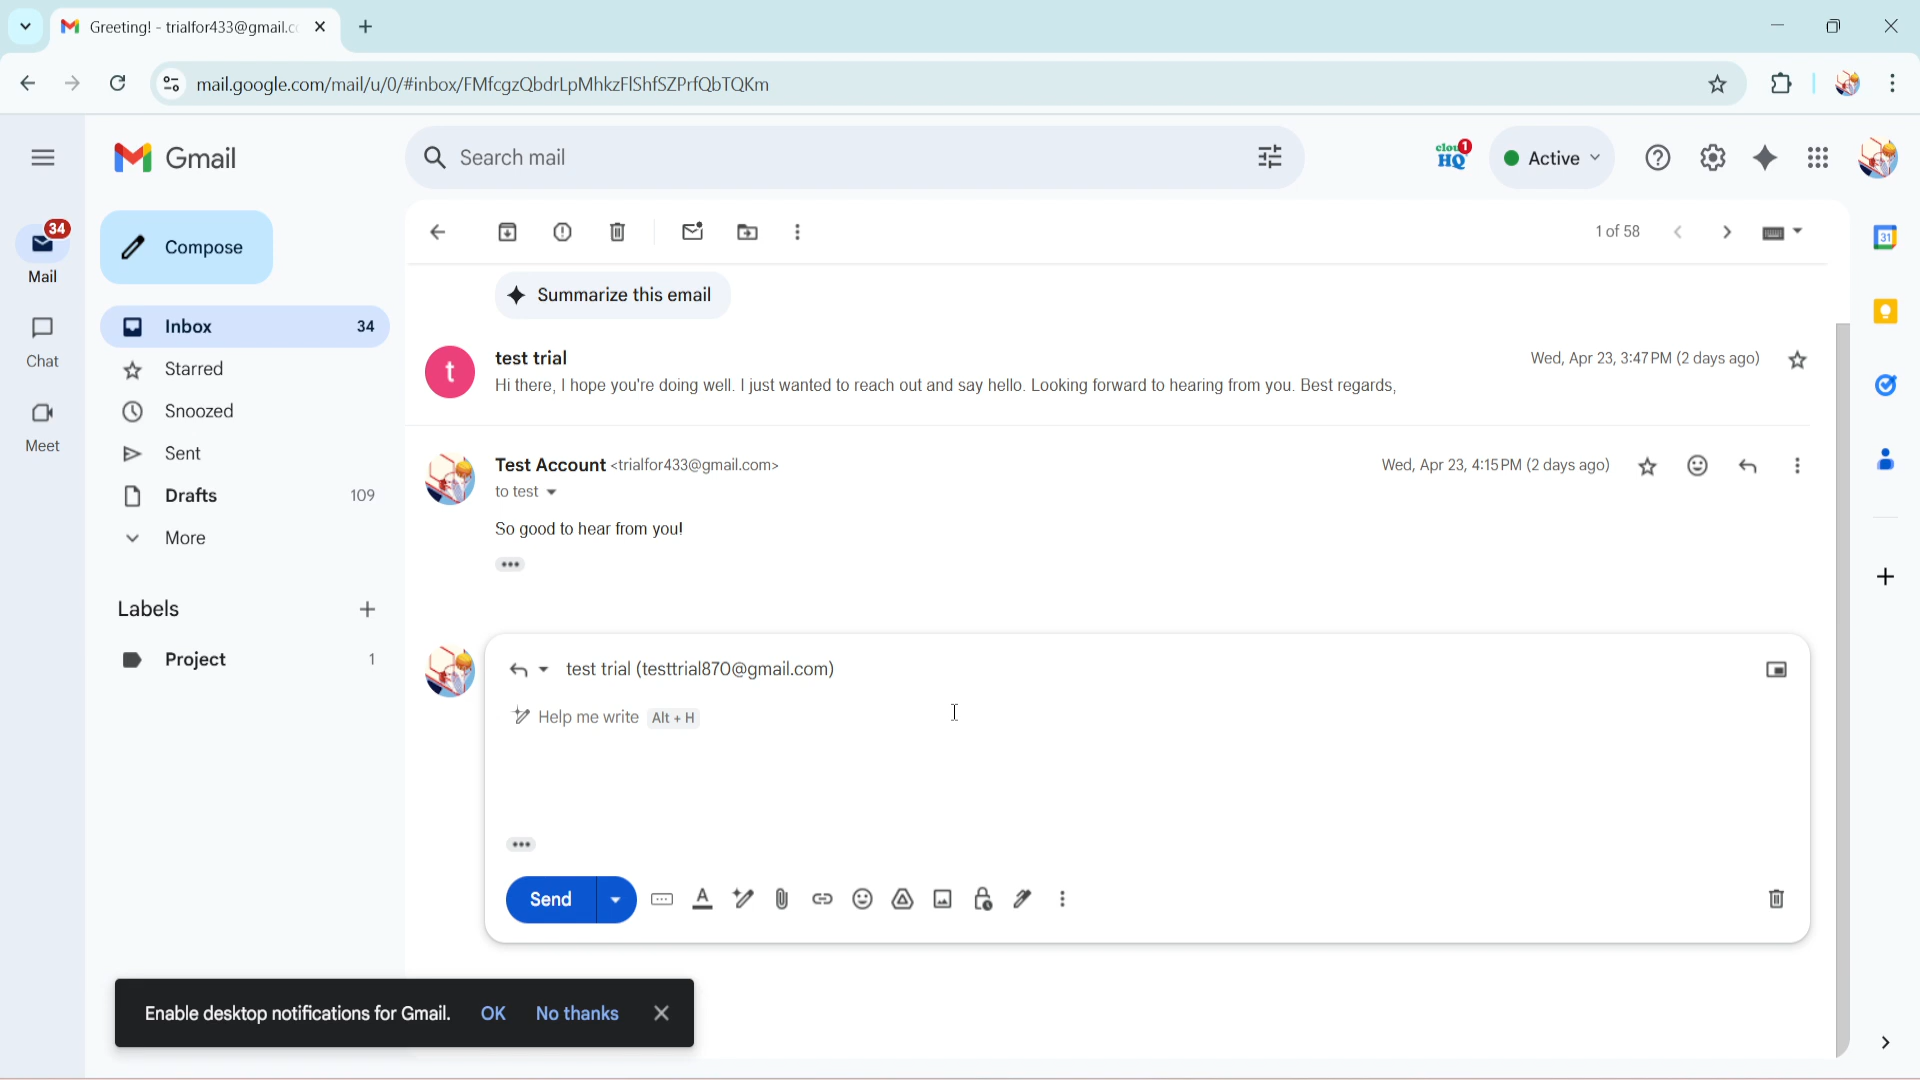 Greeting! - trialfor433@gmail.c
mail.google.com/mail/u/0/#inbox/FMfcgzQbdrLpMhkzFlShfSZPrfQbTQKm
Gmail
Search mail
cloud HQ 1
Active
34
Mail
Chat
Meet
Compose
Inbox 34
Starred
Snoozed
Sent
Drafts 109
More
Labels
Project 1
1 of 58
31
Summarize this email
t
test trial
Wed, Apr 23, 3:47 PM (2 days ago)
Hi there, I hope you're doing well. I just wanted to reach out and say hello. Looking forward to hearing from you. Best regards,
Test Account <trialfor433@gmail.com>
Wed, Apr 23, 4:15 PM (2 days ago)
to test
So good to hear from you!
test trial (testtrial870@gmail.com)
Help me write Alt + H
Send
Enable desktop notifications for Gmail. OK No thanks